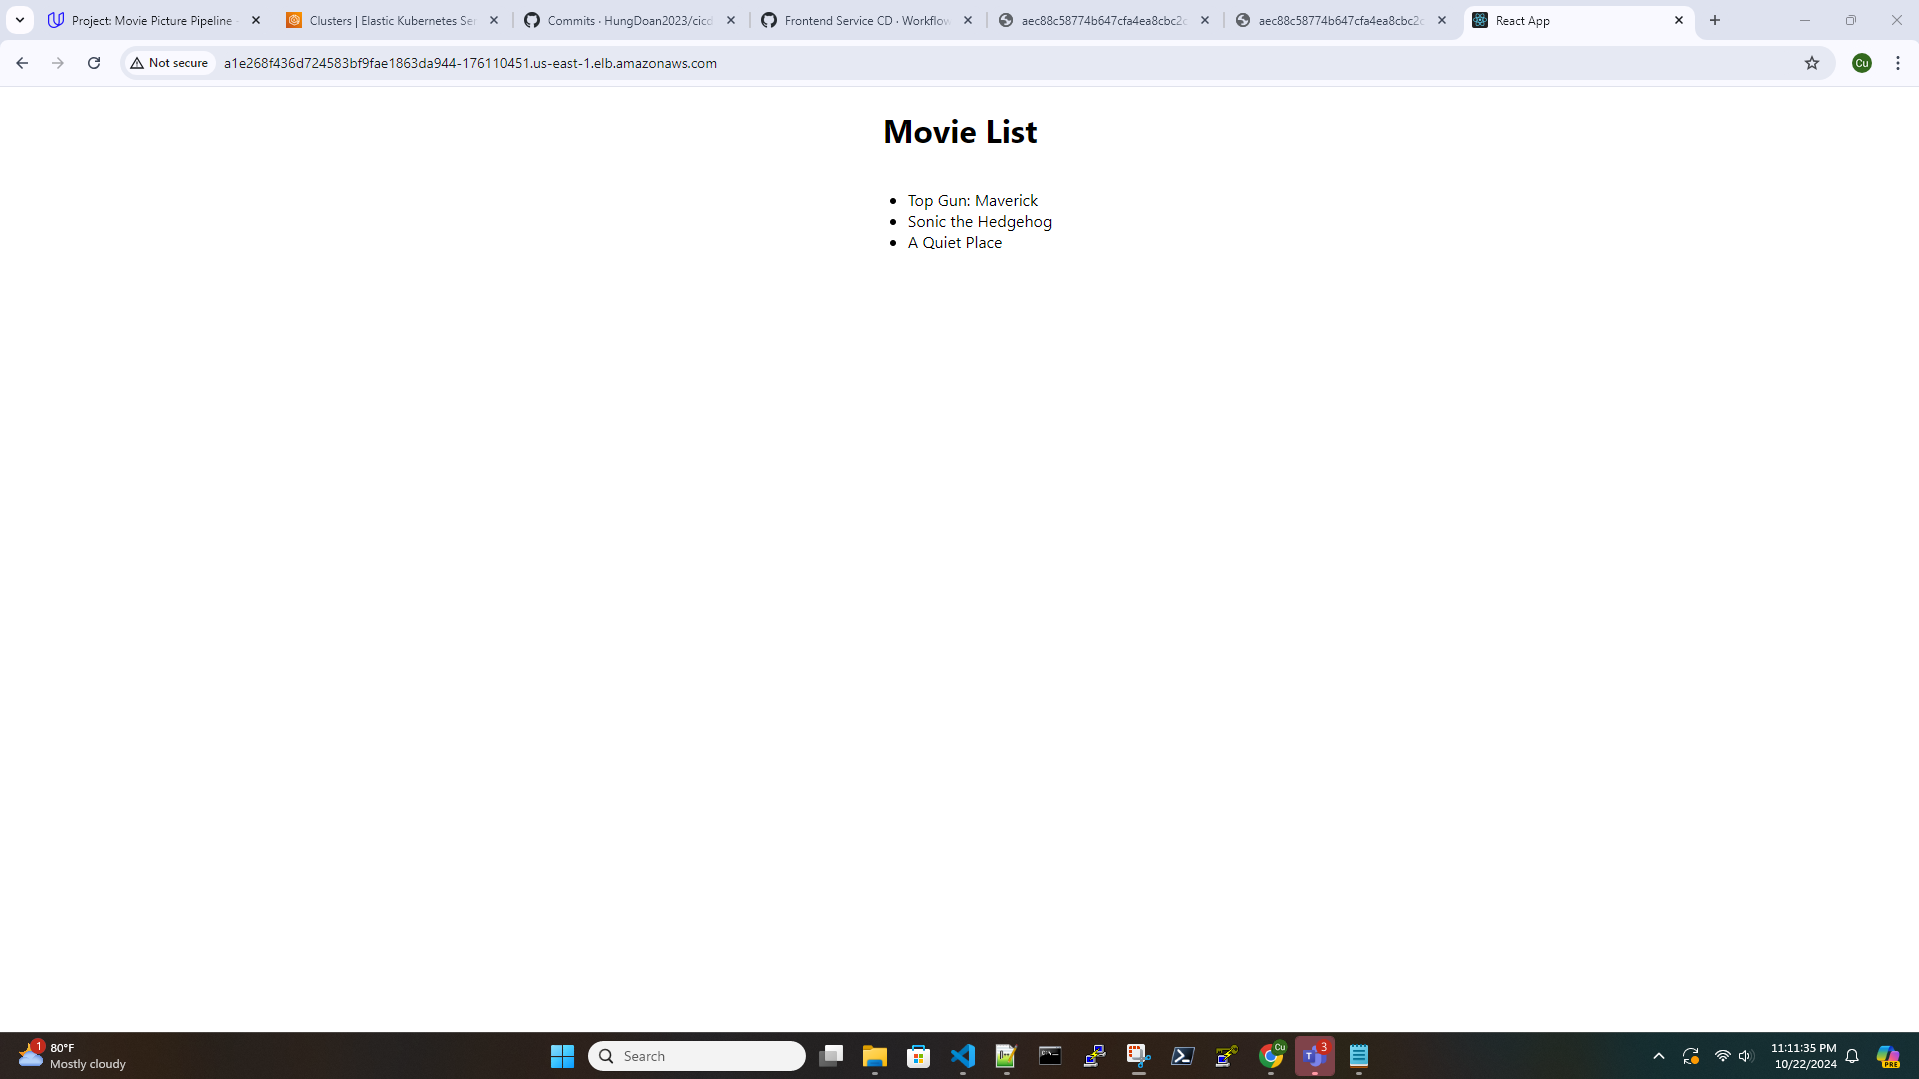 Project: Movie Picture Pipeline -
Clusters | Elastic Kubernetes Ser
Commits · HungDoan2023/cicd
Frontend Service CD · Workflow
aec88c58774b647cfa4ea8cbc2c
aec88c58774b647cfa4ea8cbc2c
React App
Not secure
a1e268f436d724583bf9fae1863da944-176110451.us-east-1.elb.amazonaws.com
Cu
Movie List
• Top Gun: Maverick
• Sonic the Hedgehog
• A Quiet Place
1
80°F
Mostly cloudy
Search
Cu
3
11:11:35 PM
10/22/2024
PRE